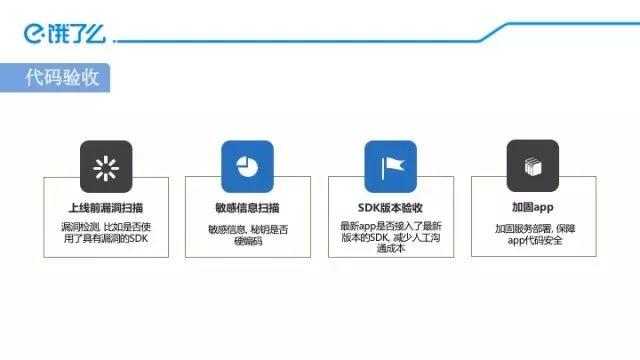 饿了么
代码验收
上线前漏洞扫描
漏洞检测, 比如是否使
用了具有漏洞的SDK
敏感信息扫描
敏感信息, 秘钥是否
硬编码
SDK版本验收
最新app是否接入了最新
版本的SDK, 减少人工沟
通成本
加固app
加固服务部署, 保障
app代码安全